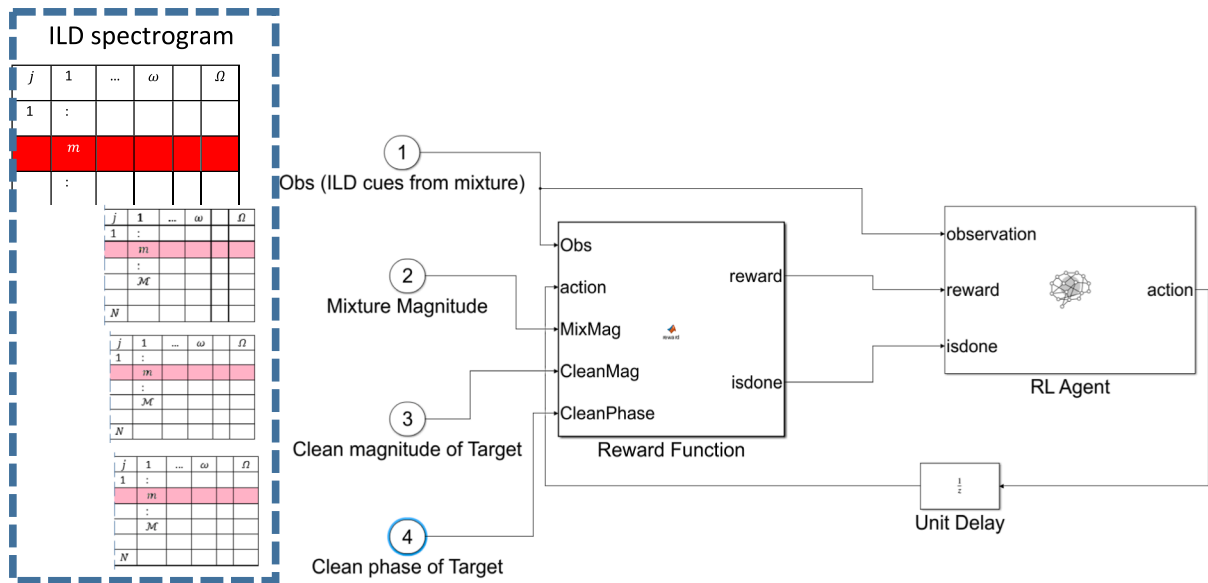 ILD spectrogram
j 1 ... ω Ω
1 :
m
:
j 1 ... ω Ω
1 :
m
:
ℳ
N
j 1 ... ω Ω
1 :
m
:
ℳ
N
j 1 ... ω Ω
1 :
m
:
ℳ
N
1
Obs (ILD cues from mixture)
2
Mixture Magnitude
3
Clean magnitude of Target
4
Clean phase of Target
Obs
action
MixMag
CleanMag
CleanPhase
reward
reward
isdone
Reward Function
observation
reward
isdone
action
RL Agent
1
z
Unit Delay